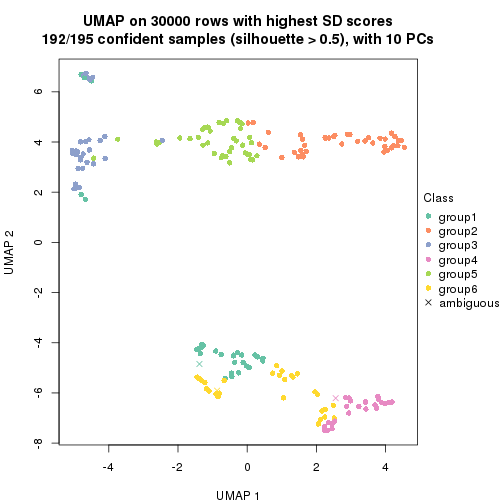 UMAP on 30000 rows with highest SD scores
192/195 confident samples (silhouette > 0.5), with 10 PCs
6
4
2
0
-2
-4
-6
-8
UMAP 2
-4
-2
0
2
4
UMAP 1
Class
group1
group2
group3
group4
group5
group6
ambiguous